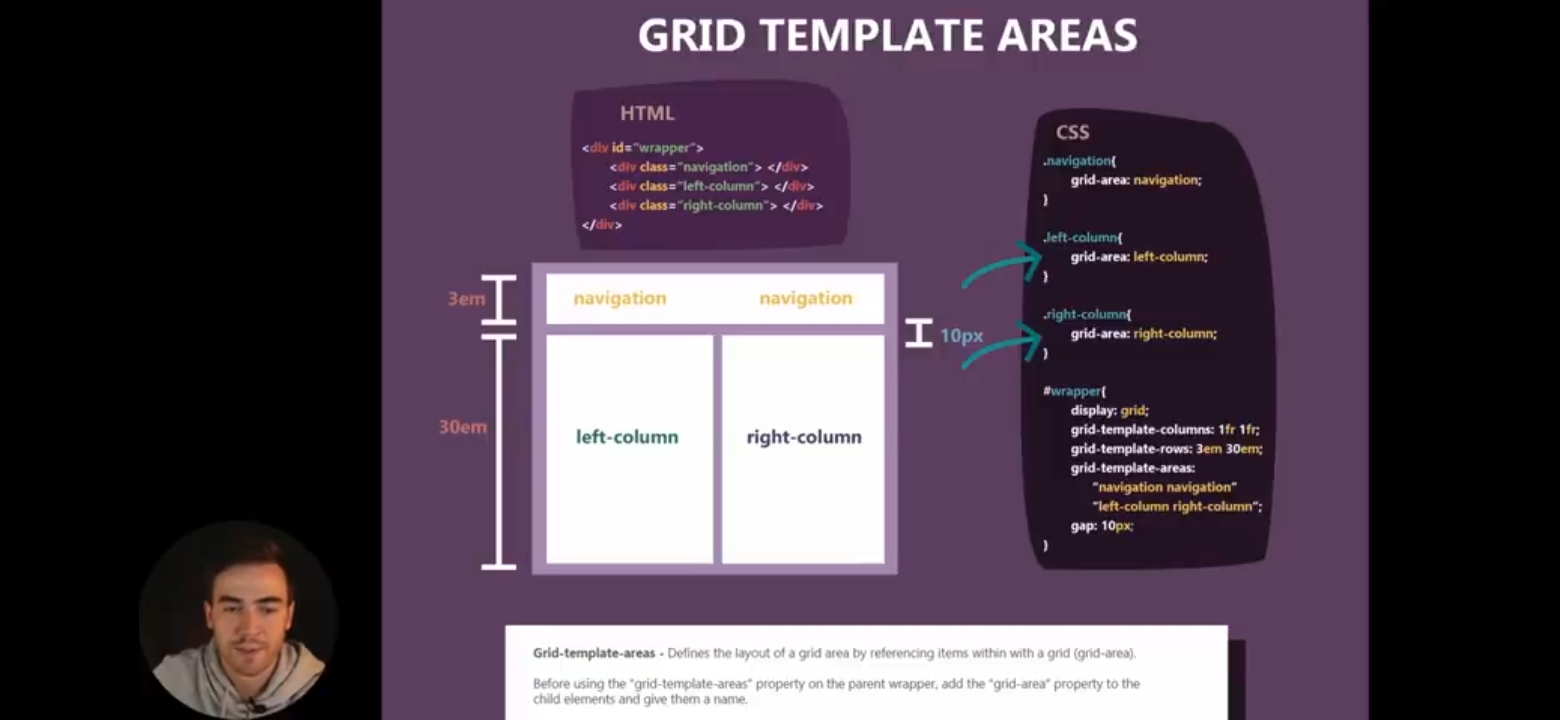 GRID TEMPLATE AREAS
HTML
<div id="wrapper">
<div class="navigation"> </div>
<div class="left-column"> </div>
<div class="right-column"> </div>
</div>
3em
navigation navigation
10px
30em
left-column right-column
CSS
.navigation{
grid-area: navigation;
}
.left-column{
grid-area: left-column;
}
.right-column{
grid-area: right-column;
}
#wrapper{
display: grid;
grid-template-columns: 1fr 1fr;
grid-template-rows: 3em 30em;
grid-template-areas:
"navigation navigation"
"left-column right-column";
gap: 10px;
}
Grid-template-areas - Defines the layout of a grid area by referencing items within with a grid (grid-area).
Before using the "grid-template-areas" property on the parent wrapper, add the "grid-area" property to the
child elements and give them a name.